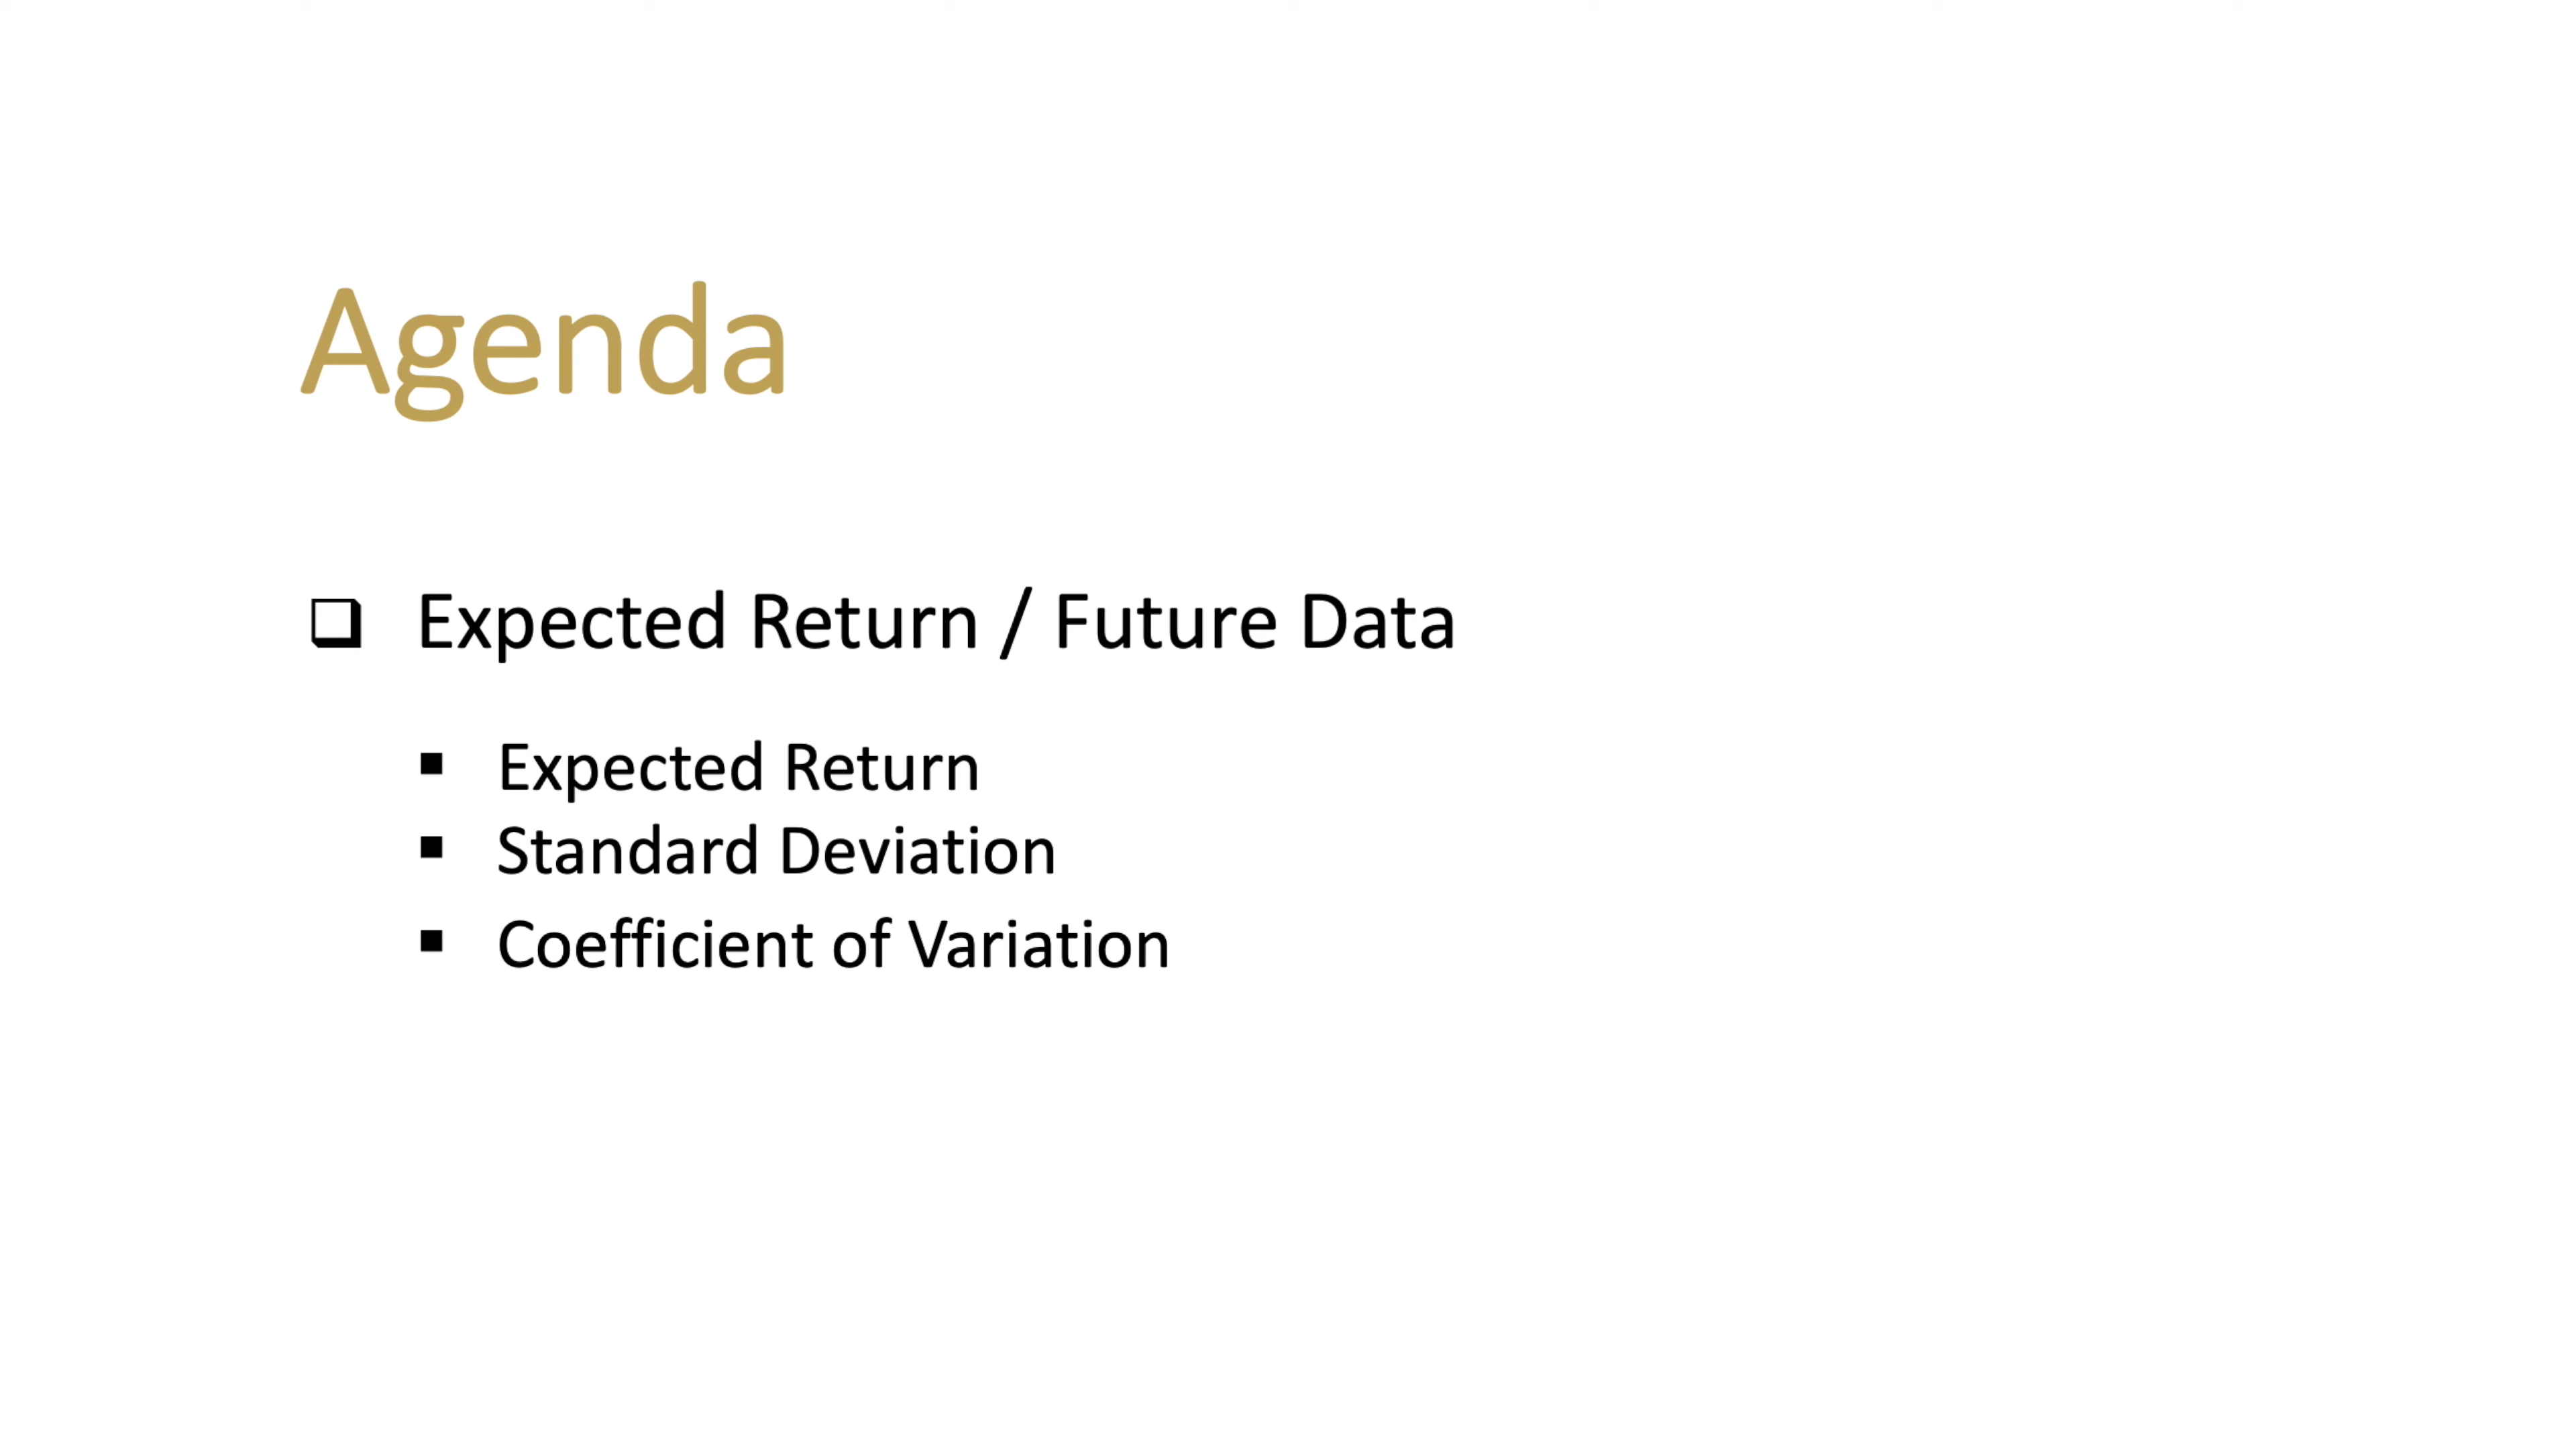 Agenda
❑ Expected Return / Future Data
▪ Expected Return
▪ Standard Deviation
▪ Coefficient of Variation